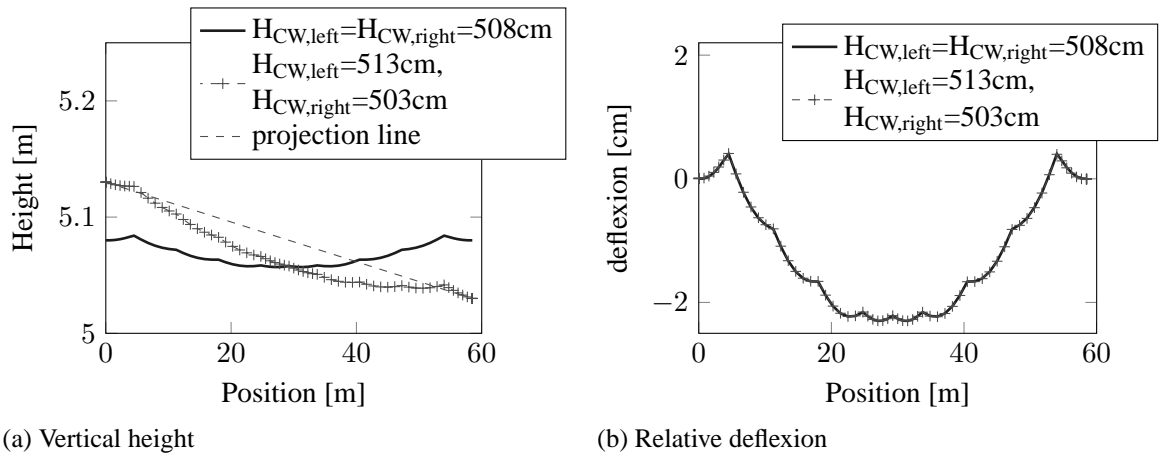 H_CW,left=H_CW,right=508cm
H_CW,left=513cm,
H_CW,right=503cm
projection line
Height [m]
5.2
5.1
5
0 20 40 60
Position [m]
(a) Vertical height
H_CW,left=H_CW,right=508cm
H_CW,left=513cm,
H_CW,right=503cm
deflexion [cm]
2
0
−2
0 20 40 60
Position [m]
(b) Relative deflexion